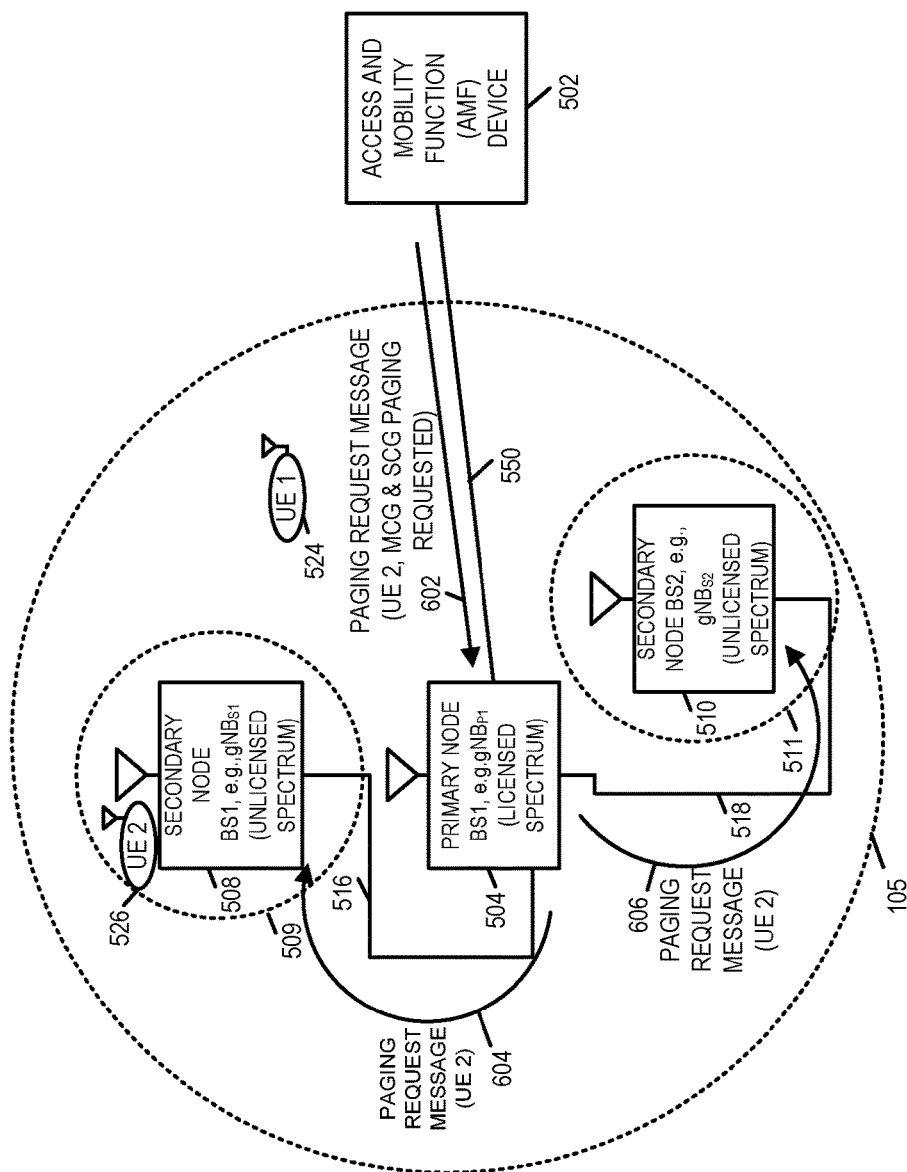 ACCESS AND
MOBILITY
FUNCTION
(AMF)
DEVICE
502
PAGING REQUEST MESSAGE
(UE 2, MCG & SCG PAGING
REQUESTED)
602
550
UE 1
524
UE 2
526
SECONDARY
NODE
BS1, e.g.,gNBS1
(UNLICENSED
SPECTRUM)
508
509
516
PRIMARY NODE
BS1, e.g.gNBP1
(LICENSED
SPECTRUM)
504
SECONDARY
NODE BS2, e.g.,
gNBS2
(UNLICENSED
SPECTRUM)
510
511
518
606
PAGING
REQUEST
MESSAGE
(UE 2)
PAGING
REQUEST
MESSAGE
(UE 2)
604
105